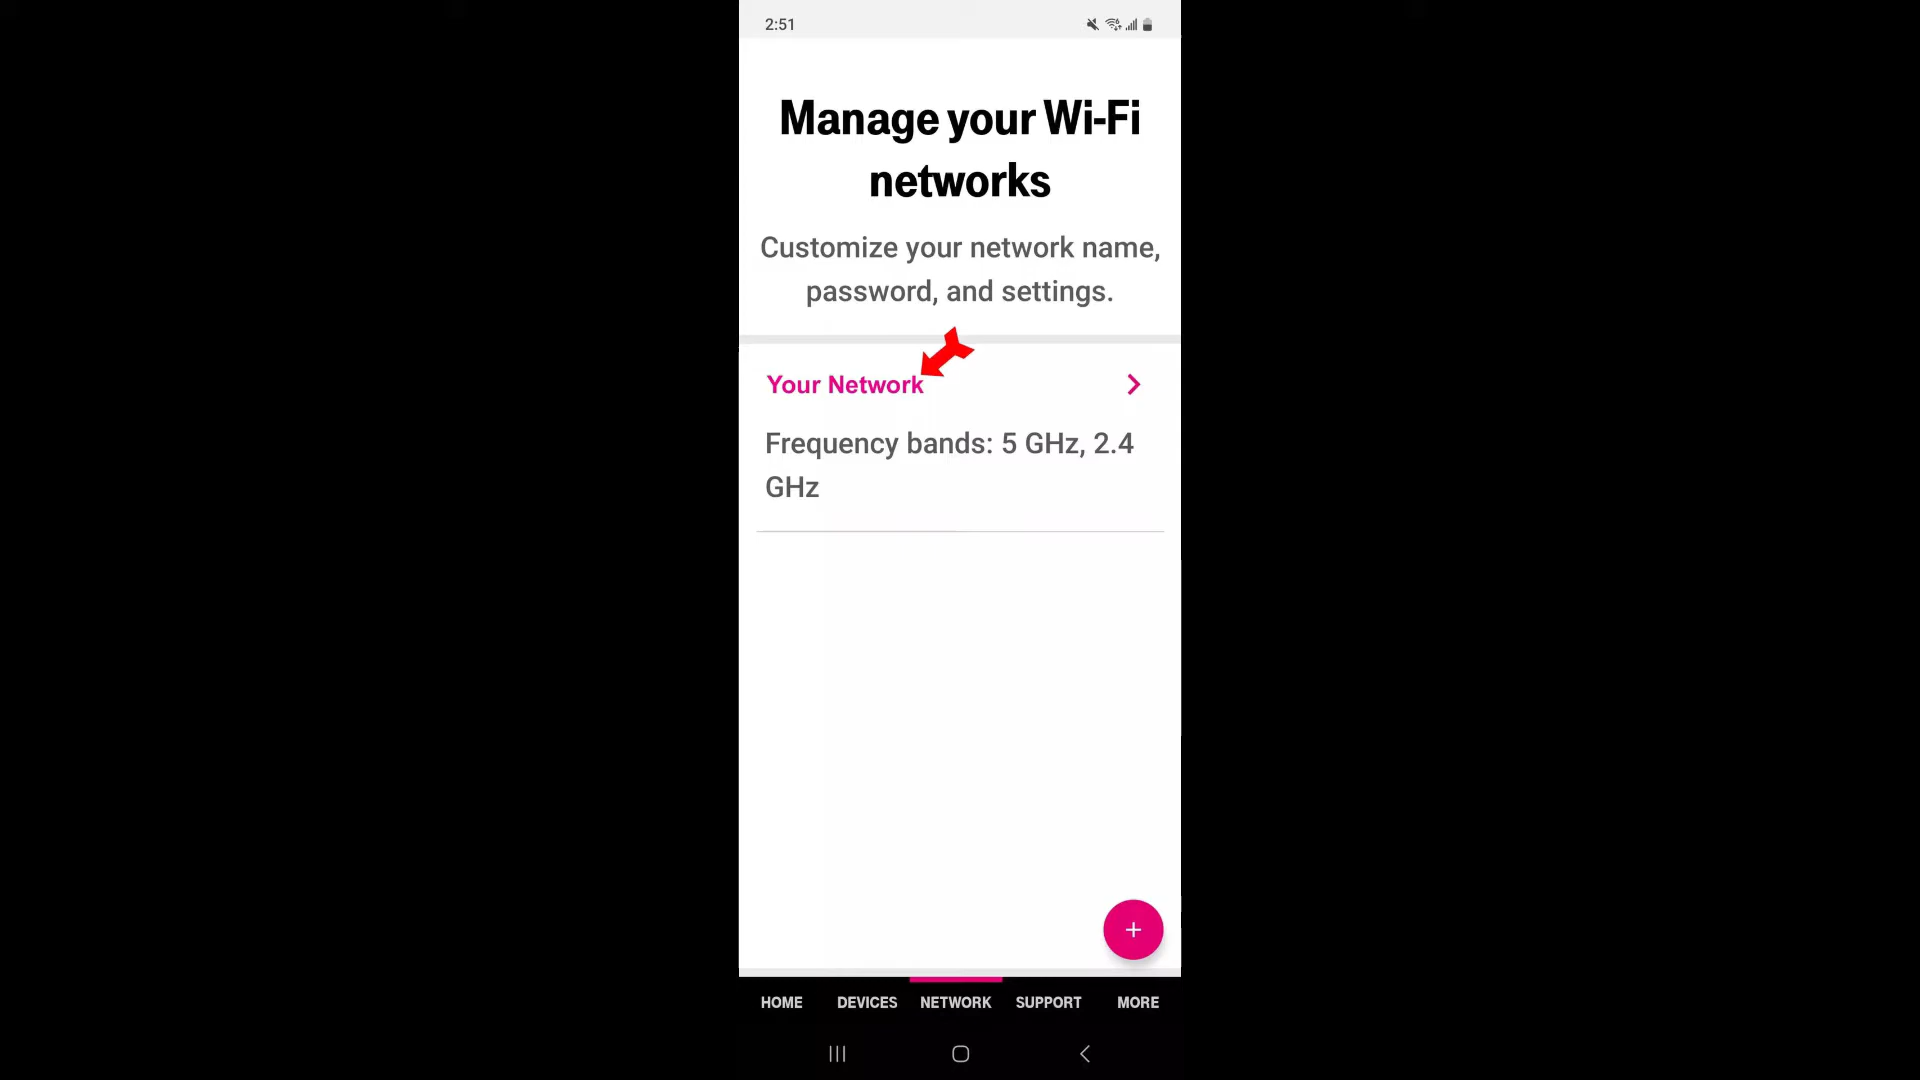 2:51
Manage your Wi-Fi
networks
Customize your network name,
password, and settings.
Your Network
Frequency bands: 5 GHz, 2.4
GHz
+
HOME DEVICES NETWORK SUPPORT MORE